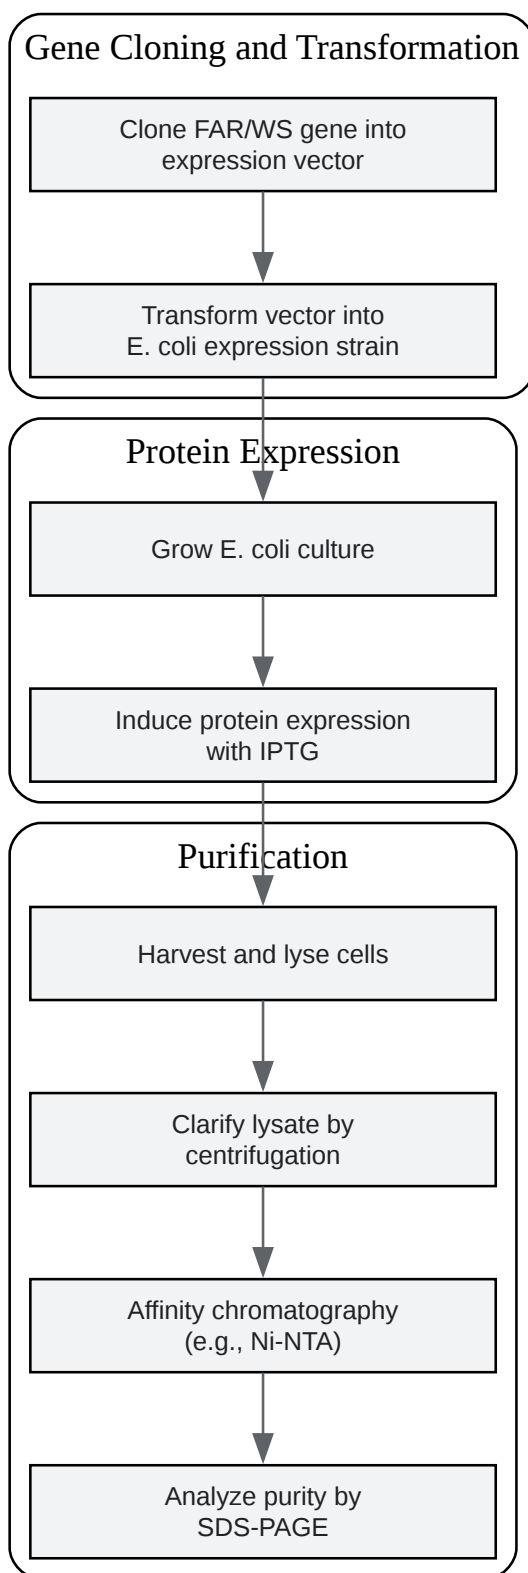 Gene Cloning and Transformation
Clone FAR/WS gene into
expression vector
Transform vector into
E. coli expression strain
Protein Expression
Grow E. coli culture
Induce protein expression
with IPTG
Purification
Harvest and lyse cells
Clarify lysate by
centrifugation
Affinity chromatography
(e.g., Ni-NTA)
Analyze purity by
SDS-PAGE